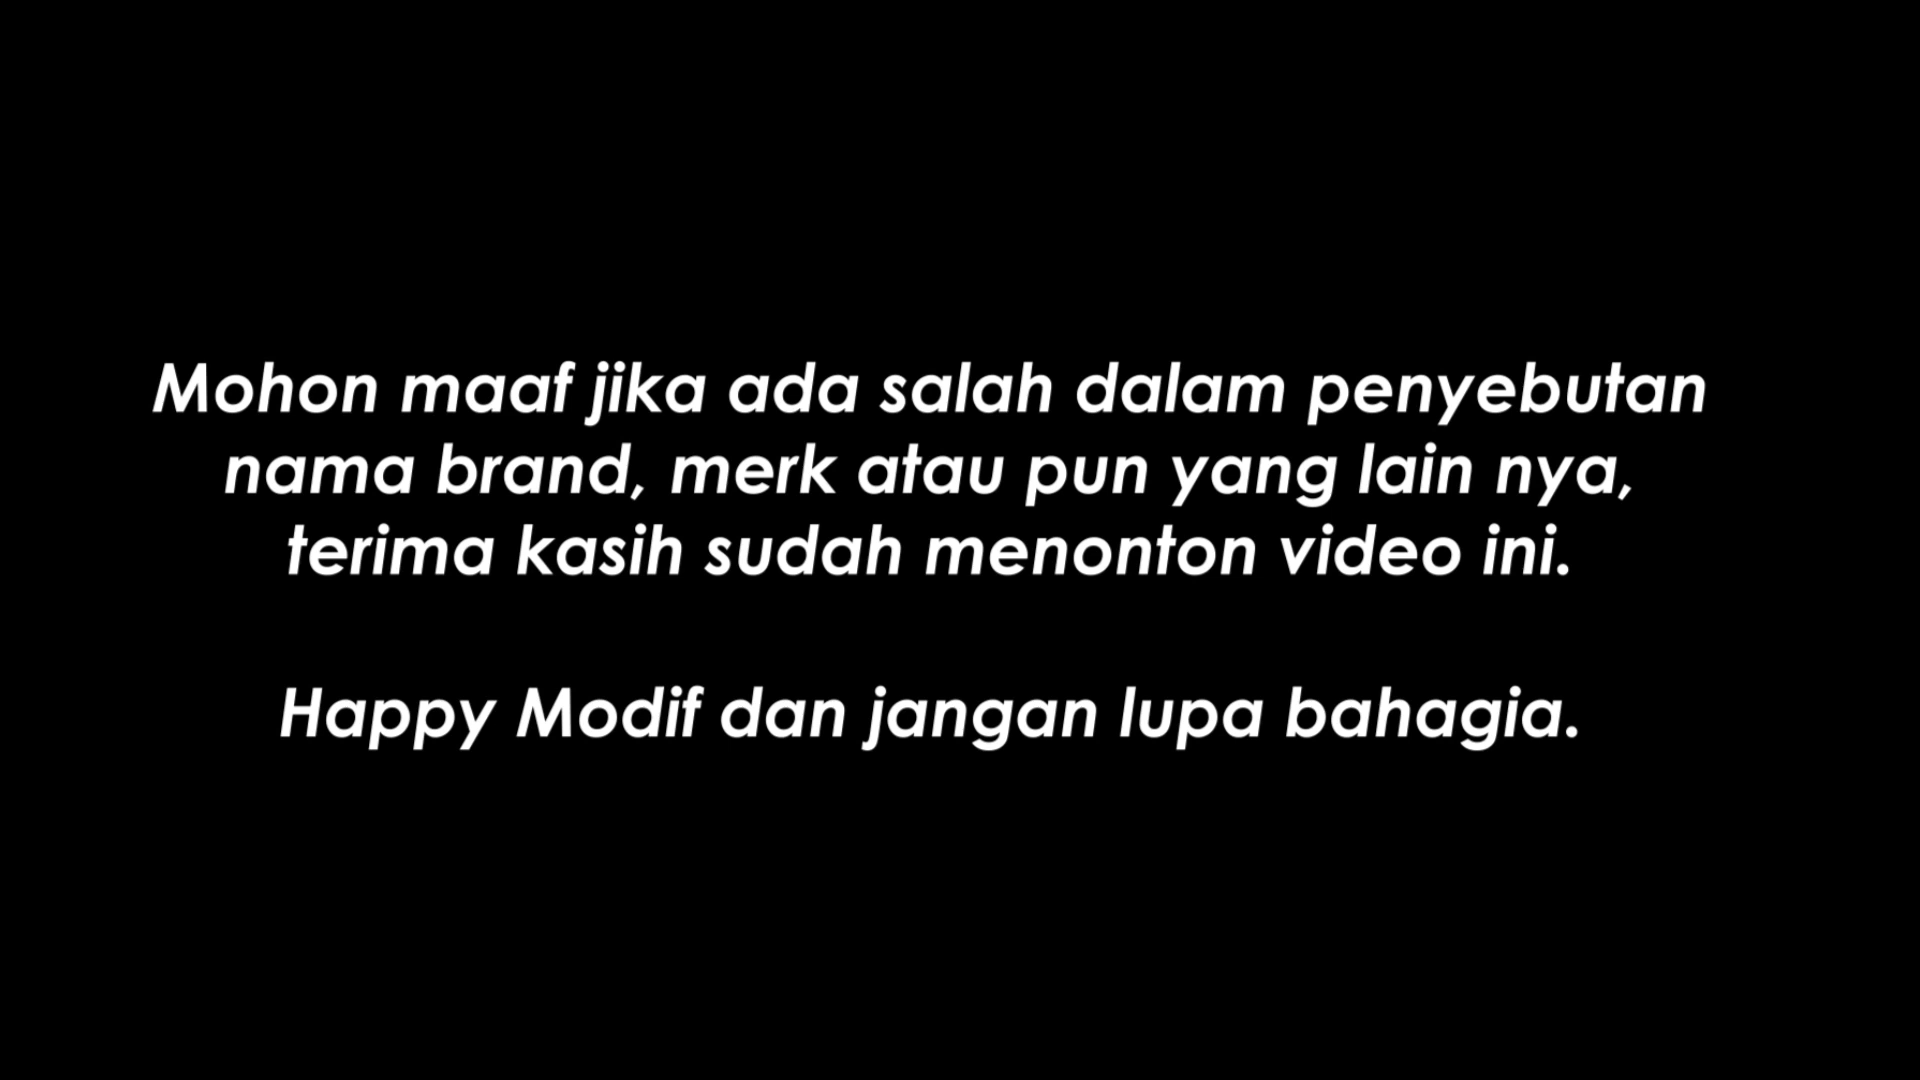 Mohon maaf jika ada salah dalam penyebutan
nama brand, merk atau pun yang lain nya,
terima kasih sudah menonton video ini.
Happy Modif dan jangan lupa bahagia.